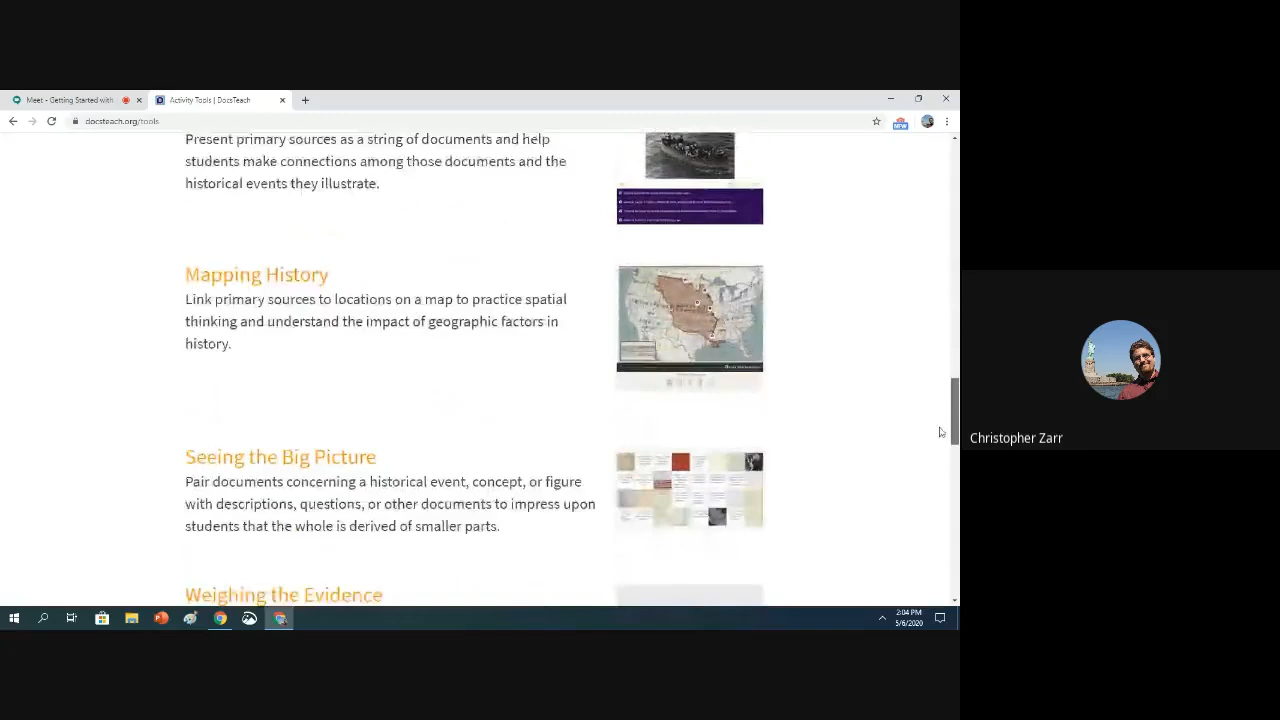 Meet - Getting Started with
Activity Tools | DocsTeach
docsteach.org/tools
NEW
Present primary sources as a string of documents and help
students make connections among those documents and the
historical events they illustrate.
Mapping History
Link primary sources to locations on a map to practice spatial
thinking and understand the impact of geographic factors in
history.
Seeing the Big Picture
Pair documents concerning a historical event, concept, or figure
with descriptions, questions, or other documents to impress upon
students that the whole is derived of smaller parts.
Weighing the Evidence
Christopher Zarr
2:04 PM
5/6/2020